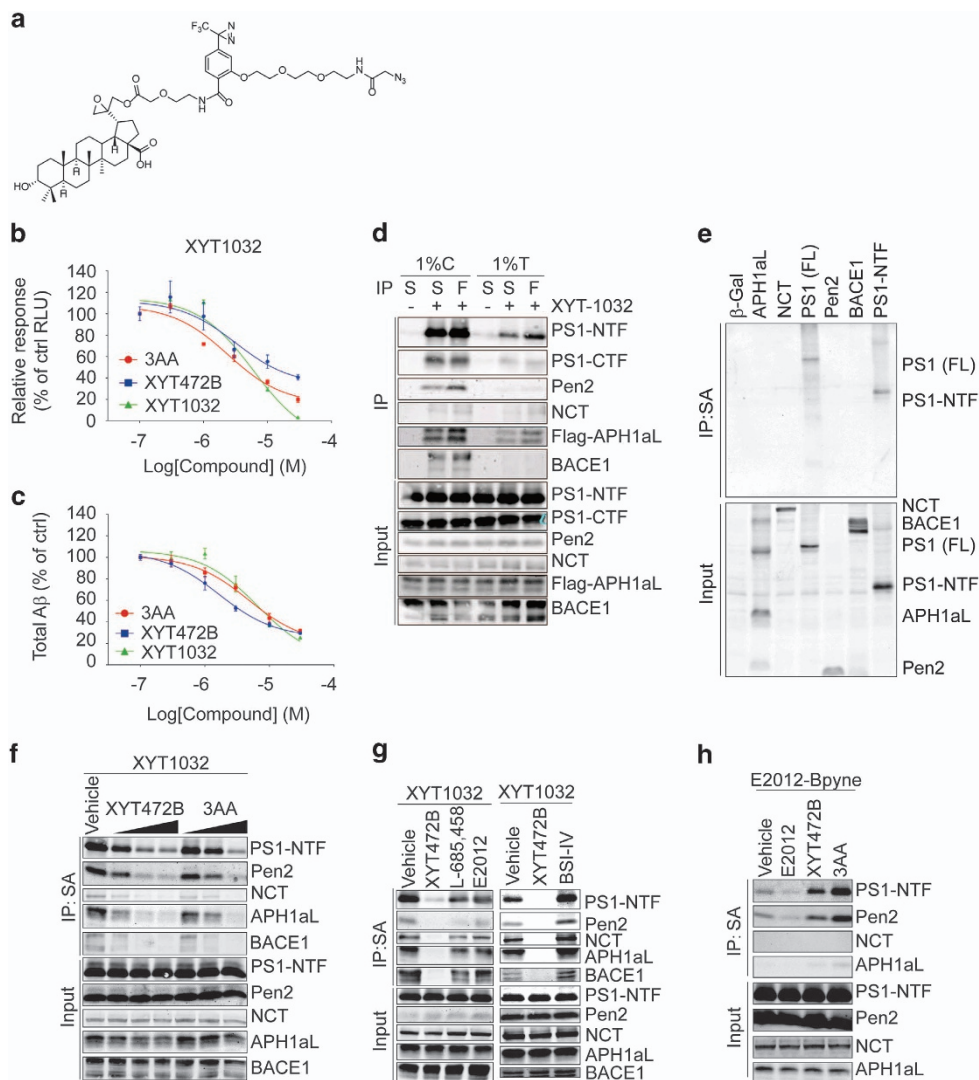 a
F₃C N=N
N
O O O O H N O N₃
O O O O N H O
H H O OH
HO H
b
XYT1032
Relative response
(% of ctrl RLU)
140
120
100
80
60
40
20
0
3AA
XYT472B
XYT1032
-7 -6 -5 -4
Log[Compound] (M)
c
Total Aβ (% of ctrl)
140
120
100
80
60
40
20
0
3AA
XYT472B
XYT1032
-7 -6 -5 -4
Log[Compound] (M)
d
1%C 1%T
IP S S F S S F
- + + - + + XYT-1032
IP
PS1-NTF
PS1-CTF
Pen2
NCT
Flag-APH1aL
BACE1
Input
PS1-NTF
PS1-CTF
Pen2
NCT
Flag-APH1aL
BACE1
e
β-Gal
APH1aL
NCT
PS1 (FL)
Pen2
BACE1
PS1-NTF
IP:SA
PS1 (FL)
PS1-NTF
Input
NCT
BACE1
PS1 (FL)
PS1-NTF
APH1aL
Pen2
f
XYT1032
Vehicle
XYT472B 3AA
IP: SA
PS1-NTF
Pen2
NCT
APH1aL
BACE1
Input
PS1-NTF
Pen2
NCT
APH1aL
BACE1
g
XYT1032 XYT1032
Vehicle
XYT472B
L-685,458
E2012
Vehicle
XYT472B
BSI-IV
IP:SA
PS1-NTF
Pen2
NCT
APH1aL
BACE1
Input
PS1-NTF
Pen2
NCT
APH1aL
BACE1
h
E2012-Bpyne
Vehicle
E2012
XYT472B
3AA
IP: SA
PS1-NTF
Pen2
NCT
APH1aL
Input
PS1-NTF
Pen2
NCT
APH1aL